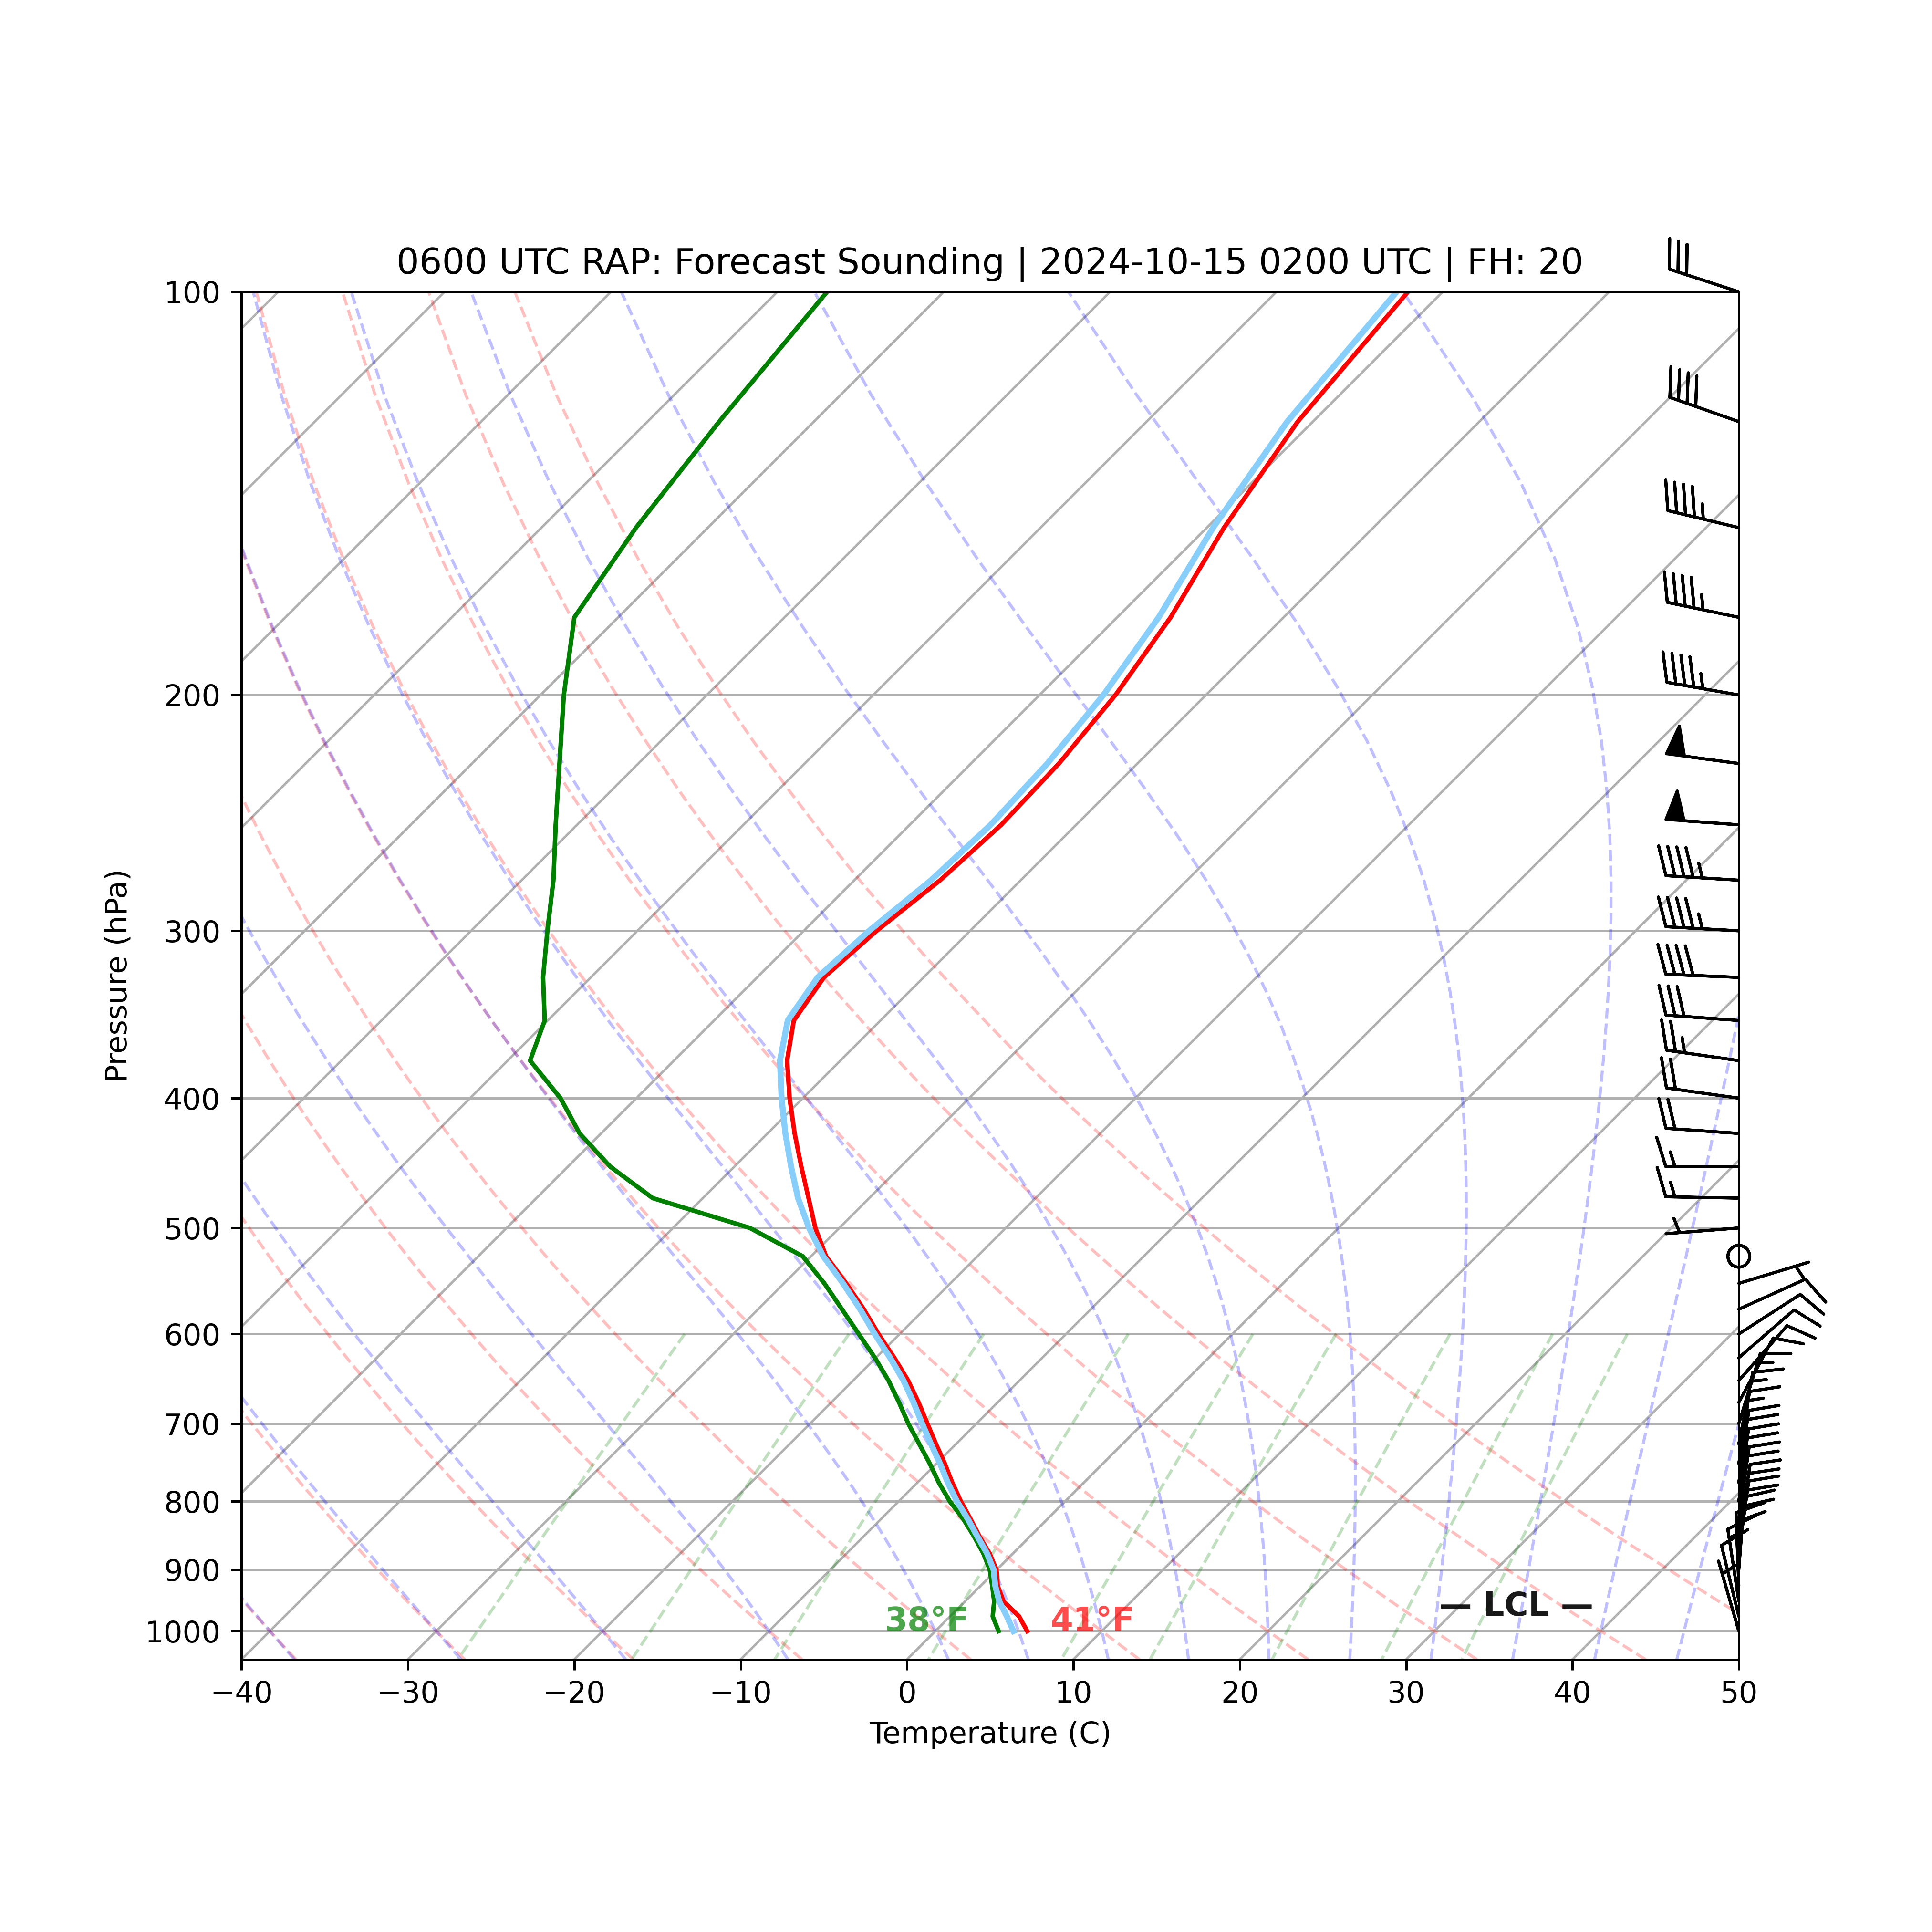 0600 UTC RAP: Forecast Sounding | 2024-10-15 0200 UTC | FH: 20
100
200
300
400
500
600
700
800
900
1000
Pressure (hPa)
38°F 41°F
— LCL —
−40 −30 −20 −10 0 10 20 30 40 50
Temperature (C)